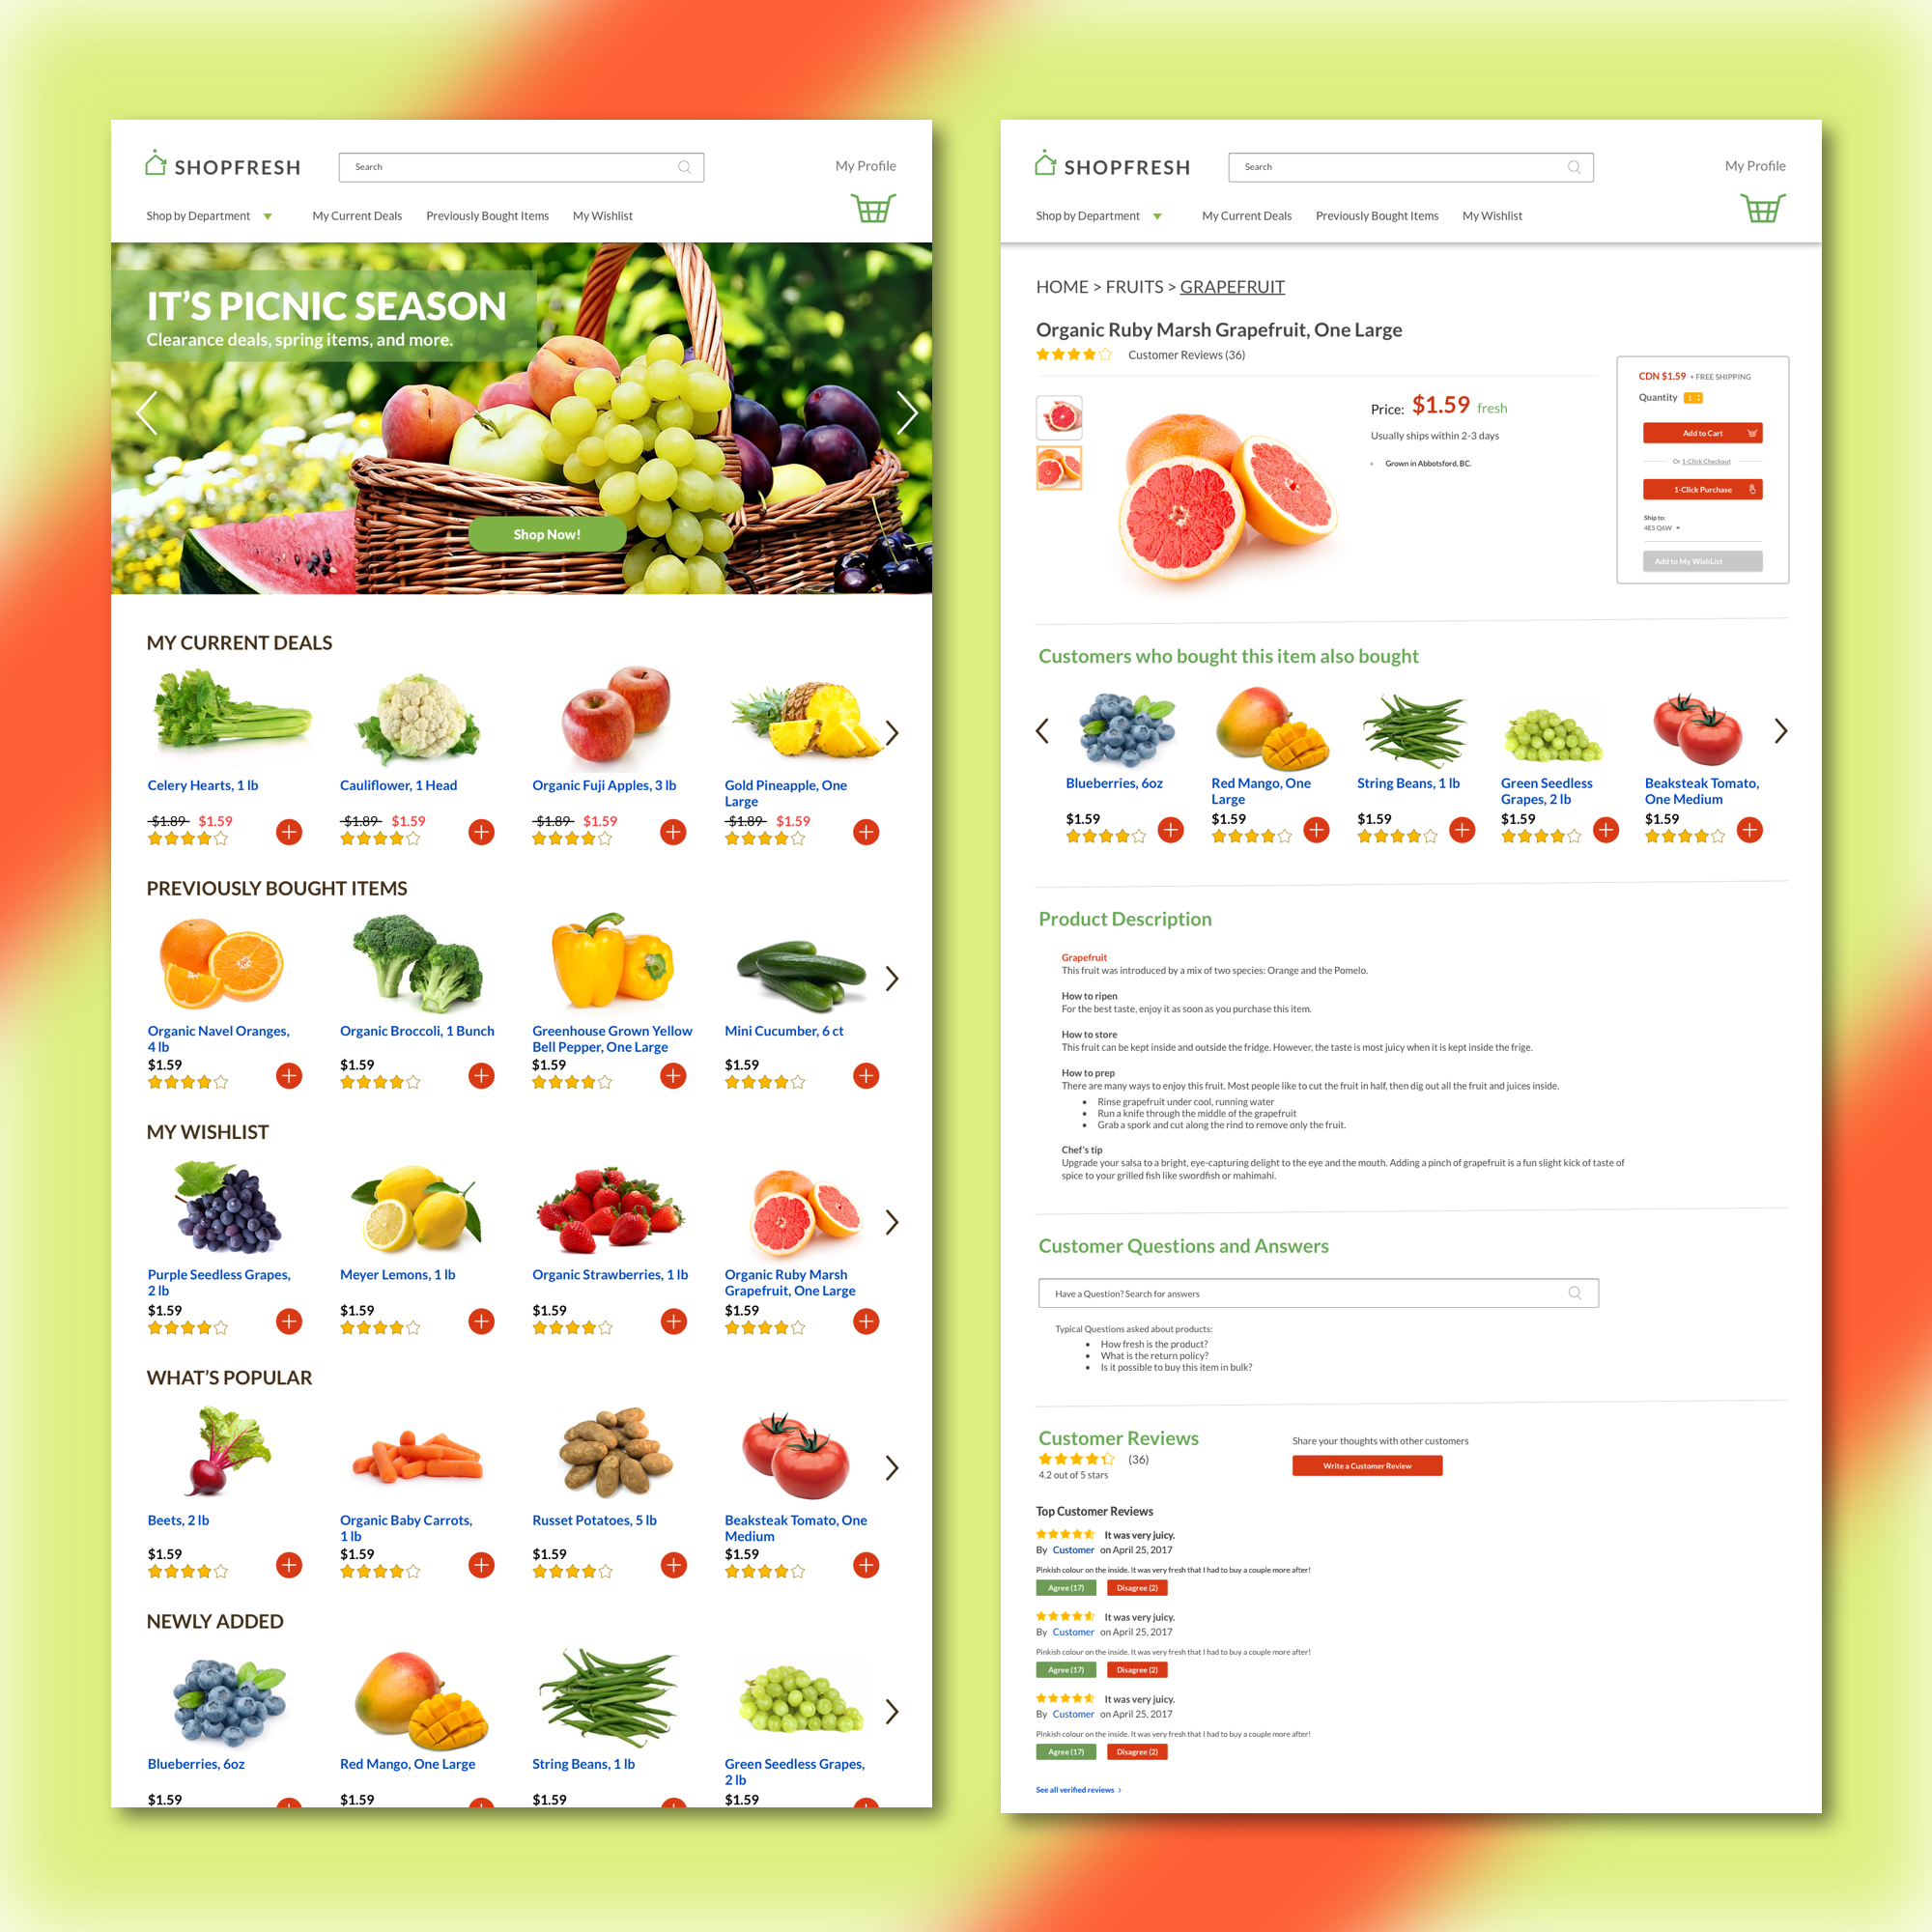 SHOPFRESH
Search
My Profile
Shop by Department
My Current Deals
Previously Bought Items
My Wishlist
IT'S PICNIC SEASON
Clearance deals, spring items, and more.
Shop Now!
MY CURRENT DEALS
Celery Hearts, 1 lb
$1.89 $1.59
Cauliflower, 1 Head
$1.89 $1.59
Organic Fuji Apples, 3 lb
$1.89 $1.59
Gold Pineapple, One
Large
$1.89 $1.59
PREVIOUSLY BOUGHT ITEMS
Organic Navel Oranges,
4 lb
$1.59
Organic Broccoli, 1 Bunch
$1.59
Greenhouse Grown Yellow
Bell Pepper, One Large
$1.59
Mini Cucumber, 6 ct
$1.59
MY WISHLIST
Purple Seedless Grapes,
2 lb
$1.59
Meyer Lemons, 1 lb
$1.59
Organic Strawberries, 1 lb
$1.59
Organic Ruby Marsh
Grapefruit, One Large
$1.59
WHAT'S POPULAR
Beets, 2 lb
$1.59
Organic Baby Carrots,
1 lb
$1.59
Russet Potatoes, 5 lb
$1.59
Beaksteak Tomato, One
Medium
$1.59
NEWLY ADDED
Blueberries, 6oz
$1.59
Red Mango, One Large
$1.59
String Beans, 1 lb
$1.59
Green Seedless Grapes,
2 lb
$1.59
SHOPFRESH
Search
My Profile
Shop by Department
My Current Deals
Previously Bought Items
My Wishlist
HOME > FRUITS > GRAPEFRUIT
Organic Ruby Marsh Grapefruit, One Large
Customer Reviews (36)
Price: $1.59 fresh
Usually ships within 2-3 days
• Grown in Abbotsford, BC.
CDN $1.59 + FREE SHIPPING
Quantity 1
Add to Cart
Or 1-Click Checkout
1-Click Purchase
Ship to:
4E5 Q6W
Add to My WishList
Customers who bought this item also bought
Blueberries, 6oz
$1.59
Red Mango, One
Large
$1.59
String Beans, 1 lb
$1.59
Green Seedless
Grapes, 2 lb
$1.59
Beaksteak Tomato,
One Medium
$1.59
Product Description
Grapefruit
This fruit was introduced by a mix of two species: Orange and the Pomelo.
How to ripen
For the best taste, enjoy it as soon as you purchase this item.
How to store
This fruit can be kept inside and outside the fridge. However, the taste is most juicy when it is kept inside the frige.
How to prep
There are many ways to enjoy this fruit. Most people like to cut the fruit in half, then dig out all the fruit and juices inside.
• Rinse grapefruit under cool, running water
• Run a knife through the middle of the grapefruit
• Grab a spork and cut along the rind to remove only the fruit.
Chef's tip
Upgrade your salsa to a bright, eye-capturing delight to the eye and the mouth. Adding a pinch of grapefruit is a fun slight kick of taste of
spice to your grilled fish like swordfish or mahimahi.
Customer Questions and Answers
Have a Question? Search for answers
Typical Questions asked about products:
• How fresh is the product?
• What is the return policy?
• Is it possible to buy this item in bulk?
Customer Reviews
(36)
4.2 out of 5 stars
Share your thoughts with other customers
Write a Customer Review
Top Customer Reviews
It was very juicy.
By Customer on April 25, 2017
Pinkish colour on the inside. It was very fresh that I had to buy a couple more after!
Agree (17) Disagree (2)
It was very juicy.
By Customer on April 25, 2017
Pinkish colour on the inside. It was very fresh that I had to buy a couple more after!
Agree (17) Disagree (2)
It was very juicy.
By Customer on April 25, 2017
Pinkish colour on the inside. It was very fresh that I had to buy a couple more after!
Agree (17) Disagree (2)
See all verified reviews >